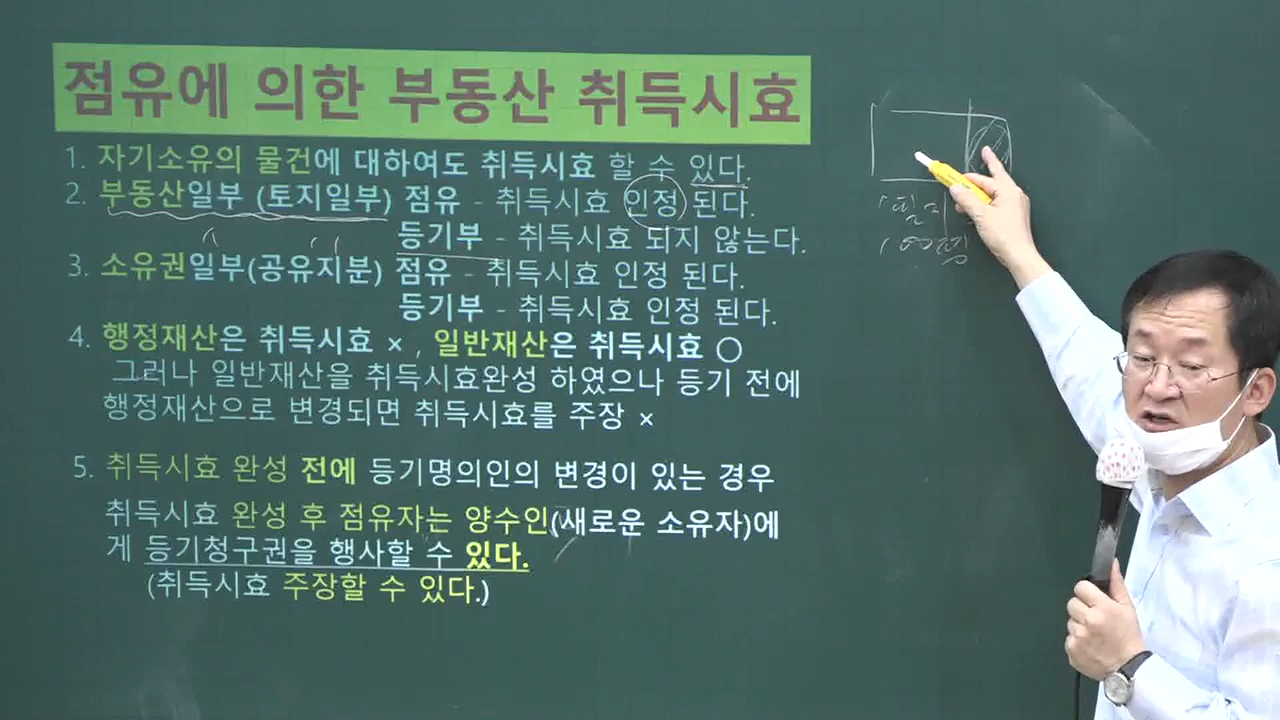 점유에 의한 부동산 취득시효
1. 자기소유의 물건에 대하여도 취득시효 할 수 있다.
2. 부동산일부 (토지일부) 점유 - 취득시효 인정 된다.
등기부 - 취득시효 되지 않는다.
3. 소유권일부(공유지분) 점유 - 취득시효 인정 된다.
등기부 - 취득시효 인정 된다.
4. 행정재산은 취득시효 ×, 일반재산은 취득시효 ○
그러나 일반재산을 취득시효완성 하였으나 등기 전에
행정재산으로 변경되면 취득시효를 주장 ×
5. 취득시효 완성 전에 등기명의인의 변경이 있는 경우
취득시효 완성 후 점유자는 양수인(새로운 소유자)에
게 등기청구권을 행사할 수 있다.
(취득시효 주장할 수 있다.)
1필지
100평